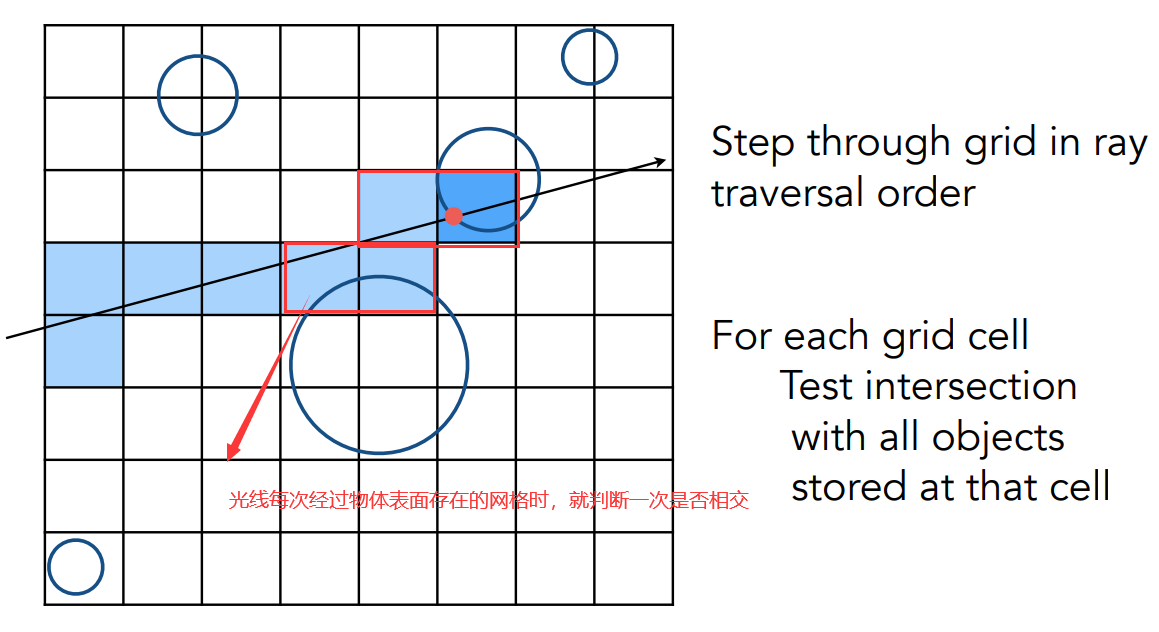 Step through grid in ray
traversal order
For each grid cell
Test intersection
with all objects
stored at that cell
光线每次经过物体表面存在的网格时，就判断一次是否相交